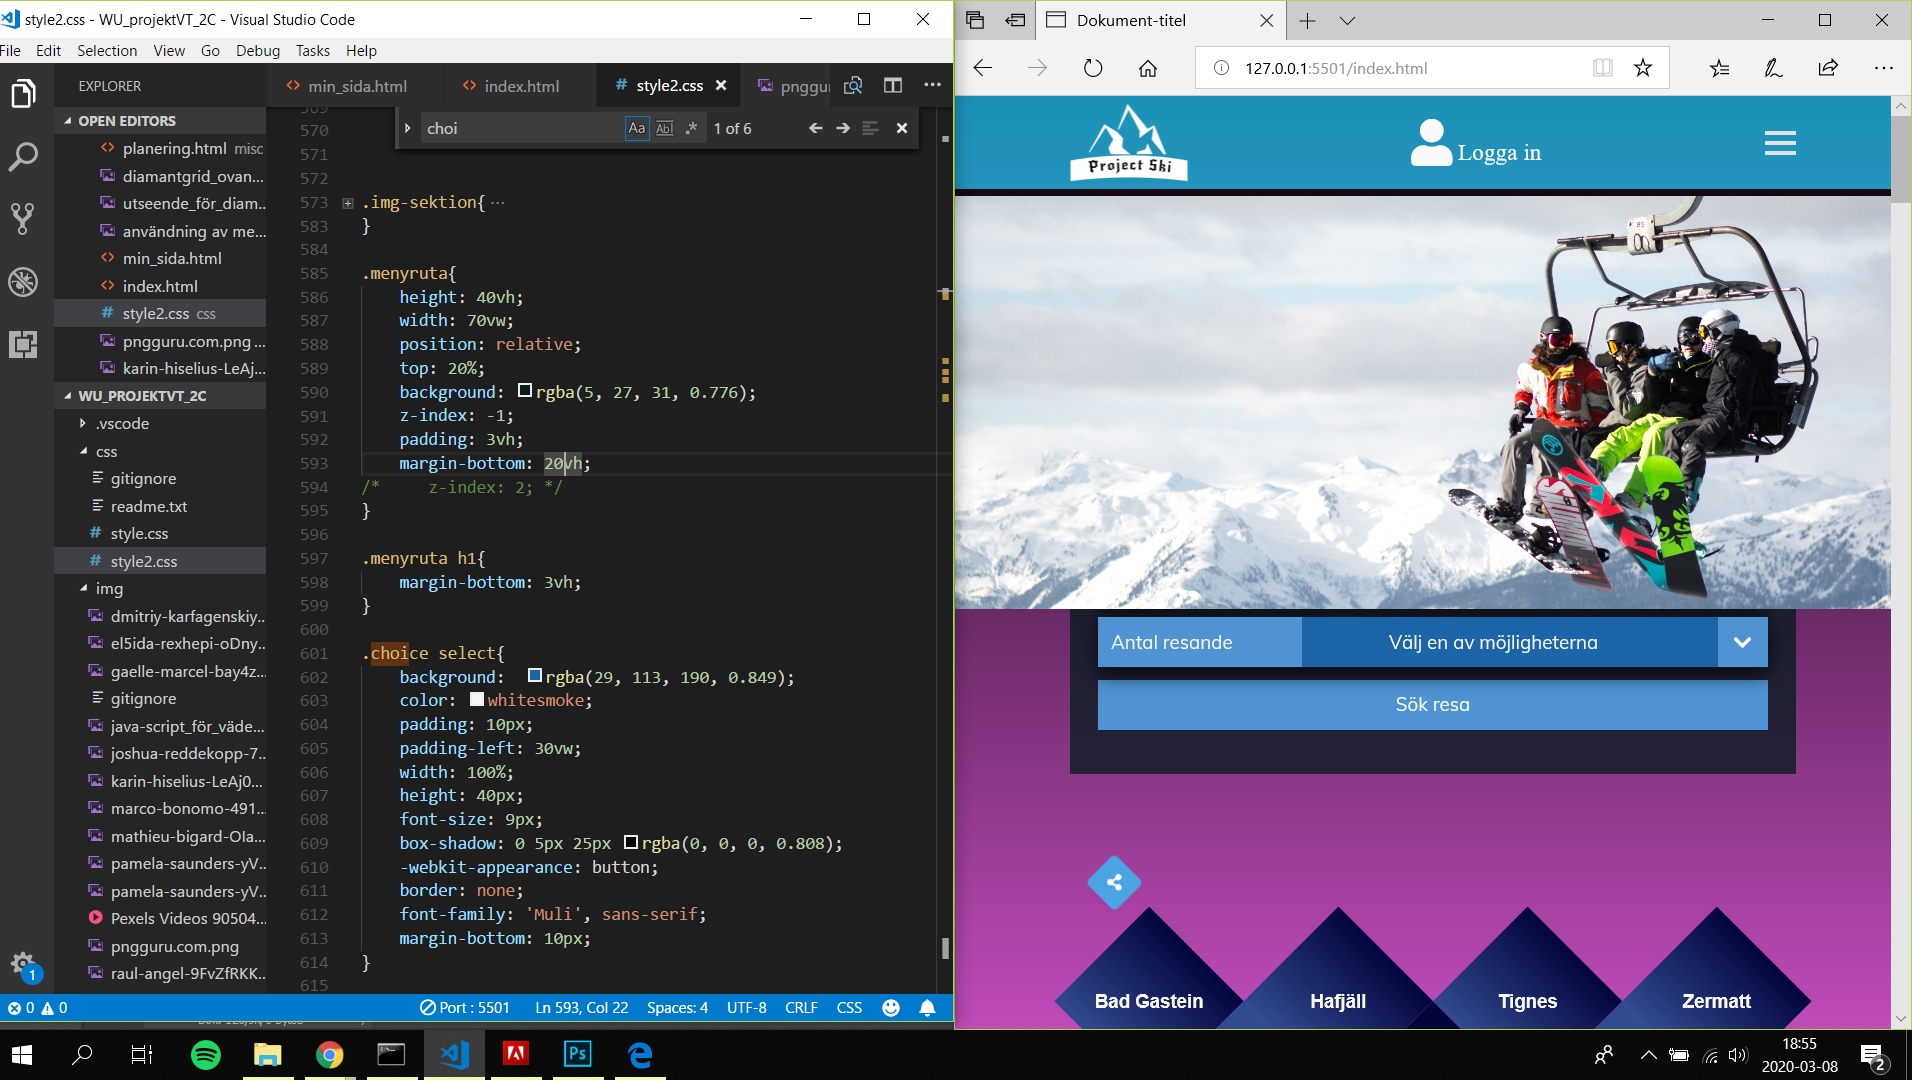 style2.css - WU_projektVT_2C - Visual Studio Code
File Edit Selection View Go Debug Tasks Help
EXPLORER
OPEN EDITORS
planering.html misc
diamantgrid_ovan...
utseende_för_diam...
användning av me...
min_sida.html
index.html
style2.css css
pngguru.com.png ...
karin-hiselius-LeAj...
WU_PROJEKTVT_2C
.vscode
css
gitignore
readme.txt
style.css
style2.css
img
dmitriy-karfagenskiy...
el5ida-rexhepi-oDny...
gaelle-marcel-bay4z...
gitignore
java-script_för_väde...
joshua-reddekopp-7...
karin-hiselius-LeAj0...
marco-bonomo-491...
mathieu-bigard-OIa...
pamela-saunders-yV...
pamela-saunders-yV...
Pexels Videos 90504...
pngguru.com.png
raul-angel-9FvZfRKK...
1
min_sida.html index.html style2.css pnggu
choi Aa Abl .* 1 of 6
569
570
571
572
573 .img-sektion{ ...
583 }
584
585 .menyruta{
586 height: 40vh;
587 width: 70vw;
588 position: relative;
589 top: 20%;
590 background: rgba(5, 27, 31, 0.776);
591 z-index: -1;
592 padding: 3vh;
593 margin-bottom: 20vh;
594 /* z-index: 2; */
595 }
596
597 .menyruta h1{
598 margin-bottom: 3vh;
599 }
600
601 .choice select{
602 background: rgba(29, 113, 190, 0.849);
603 color: whitesmoke;
604 padding: 10px;
605 padding-left: 30vw;
606 width: 100%;
607 height: 40px;
608 font-size: 9px;
609 box-shadow: 0 5px 25px rgba(0, 0, 0, 0.808);
610 -webkit-appearance: button;
611 border: none;
612 font-family: 'Muli', sans-serif;
613 margin-bottom: 10px;
614 }
615
0 0 Port : 5501 Ln 593, Col 22 Spaces: 4 UTF-8 CRLF CSS
Dokument-titel
127.0.0.1:5501/index.html
Project Ski
Logga in
85
Antal resande Välj en av möjligheterna
Sök resa
Bad Gastein Hafjäll Tignes Zermatt
Ps
18:55
2020-03-08
2